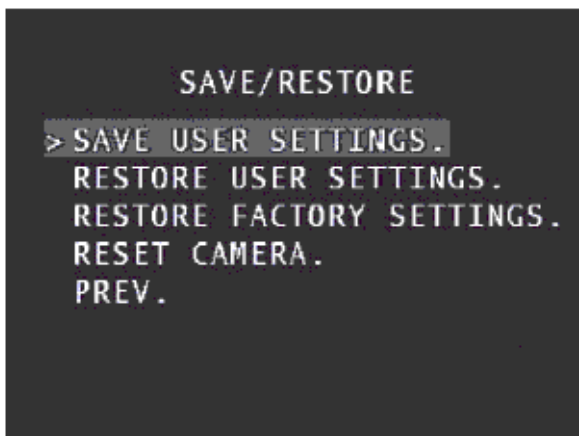 SAVE/RESTORE
> SAVE USER SETTINGS.
RESTORE USER SETTINGS.
RESTORE FACTORY SETTINGS.
RESET CAMERA.
PREV.